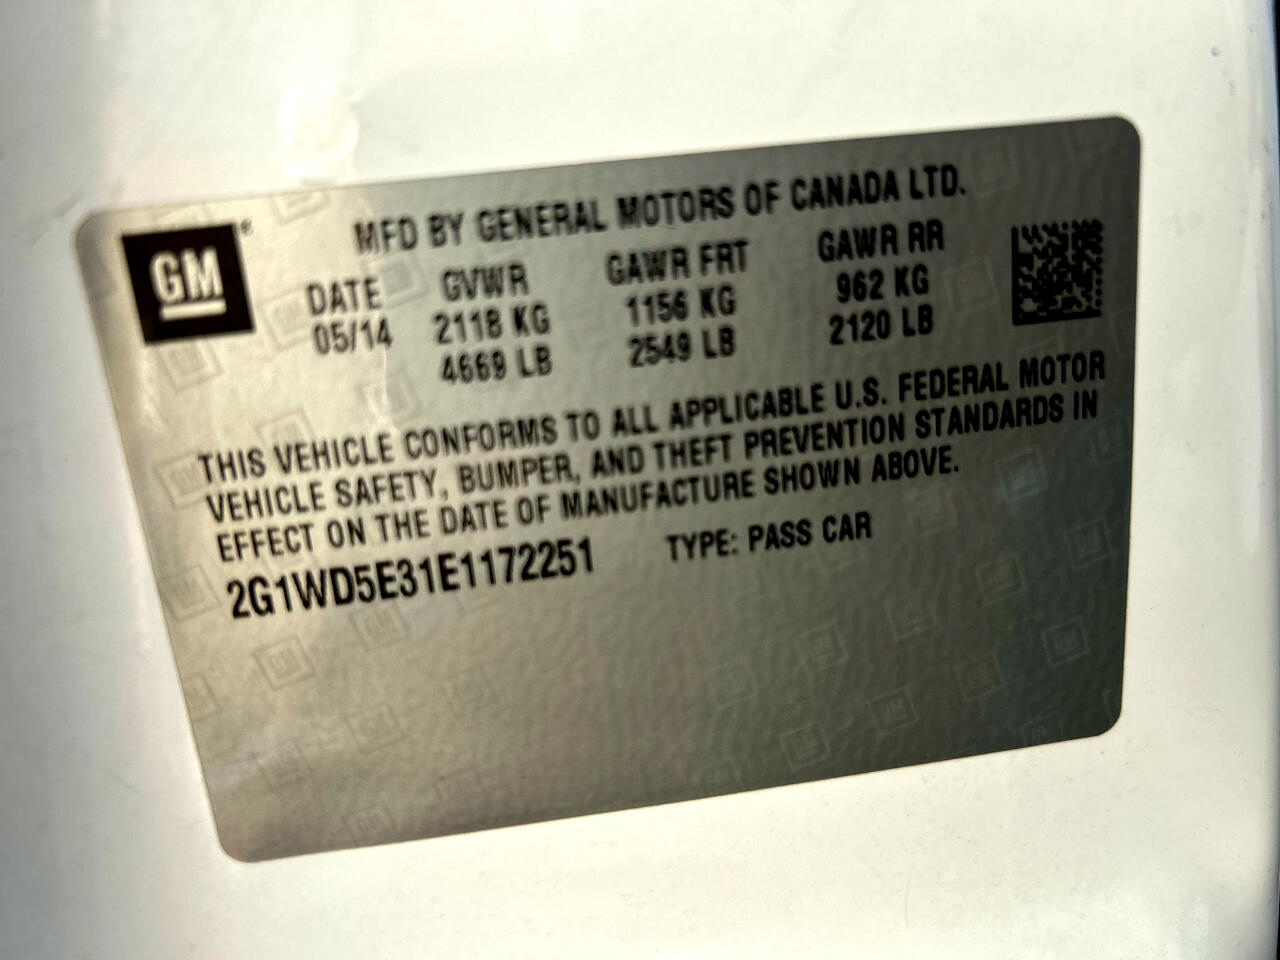 GM
MFD BY GENERAL MOTORS OF CANADA LTD.
DATE GVWR GAWR FRT GAWR RR
05/14 2118 KG 1156 KG 962 KG
4669 LB 2549 LB 2120 LB
THIS VEHICLE CONFORMS TO ALL APPLICABLE U.S. FEDERAL MOTOR
VEHICLE SAFETY, BUMPER, AND THEFT PREVENTION STANDARDS IN
EFFECT ON THE DATE OF MANUFACTURE SHOWN ABOVE.
2G1WD5E31E1172251 TYPE: PASS CAR